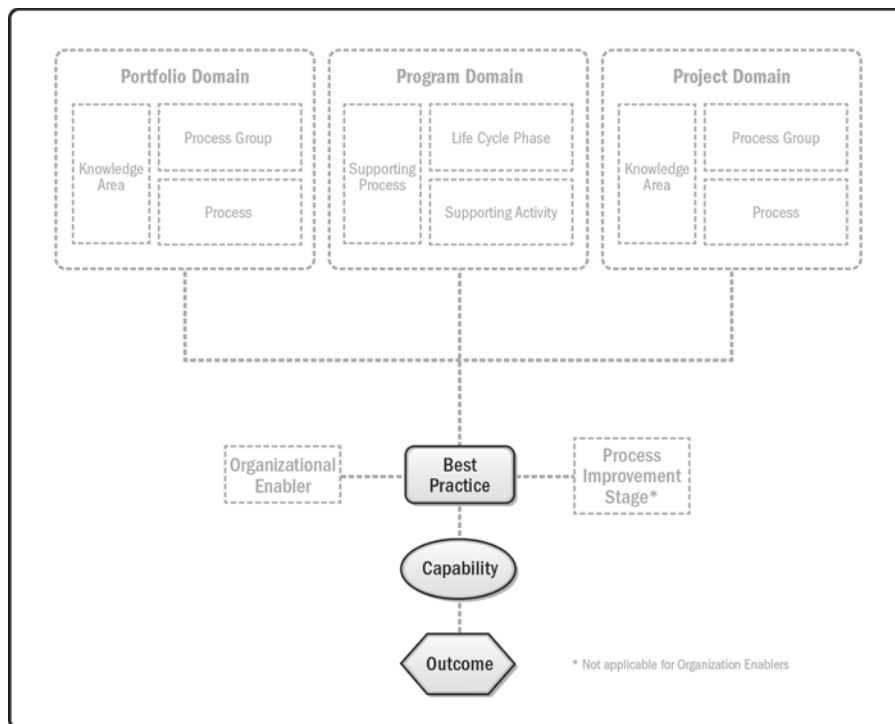 Portfolio Domain
Knowledge
Area
Process Group
Process
Program Domain
Supporting
Process
Life Cycle Phase
Supporting Activity
Project Domain
Knowledge
Area
Process Group
Process
Organizational
Enabler
Best
Practice
Process
Improvement
Stage*
Capability
Outcome
* Not applicable for Organization Enablers